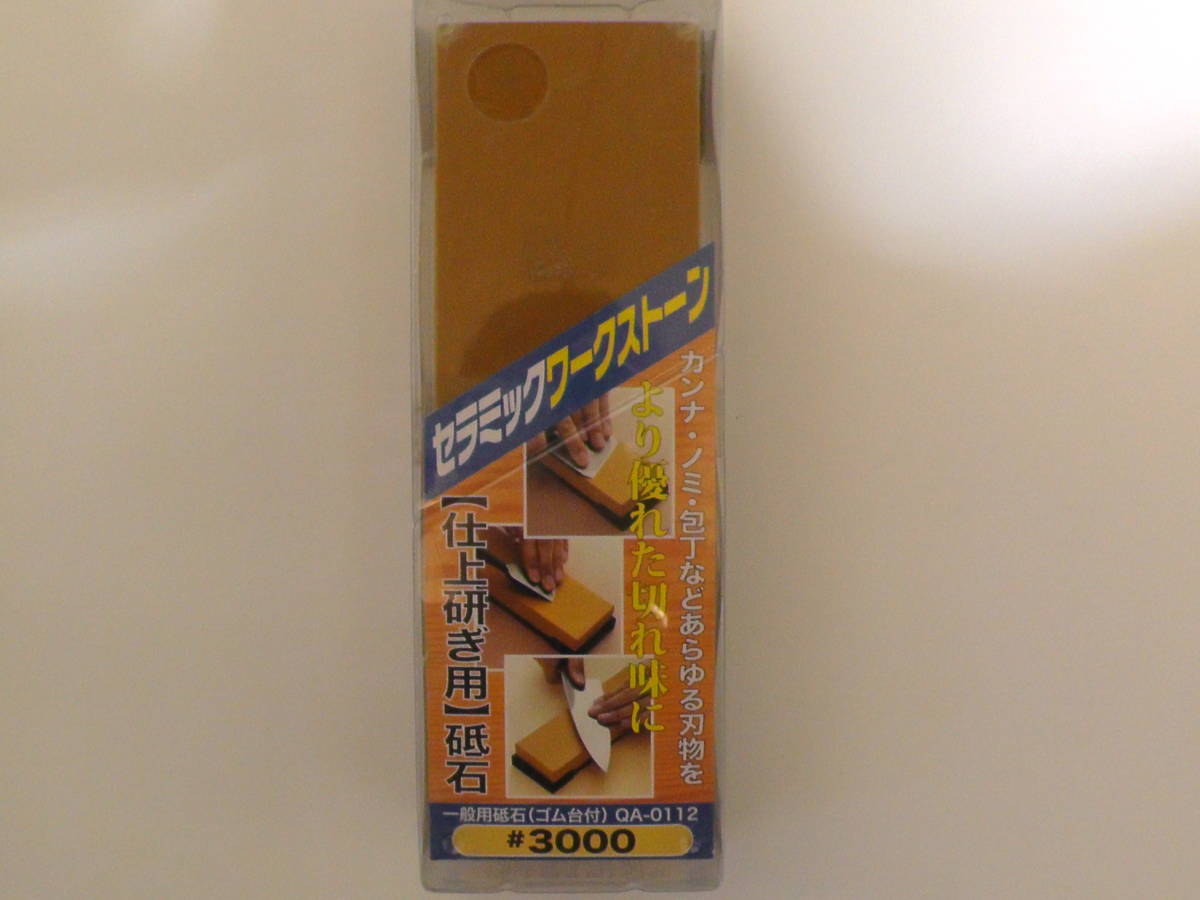 セラミックワークストーン
カンナ・ノミ・包丁などあらゆる刃物を
より優れた切れ味に
【仕上研ぎ用】砥石
一般用砥石(ゴム台付) QA-0112
#3000